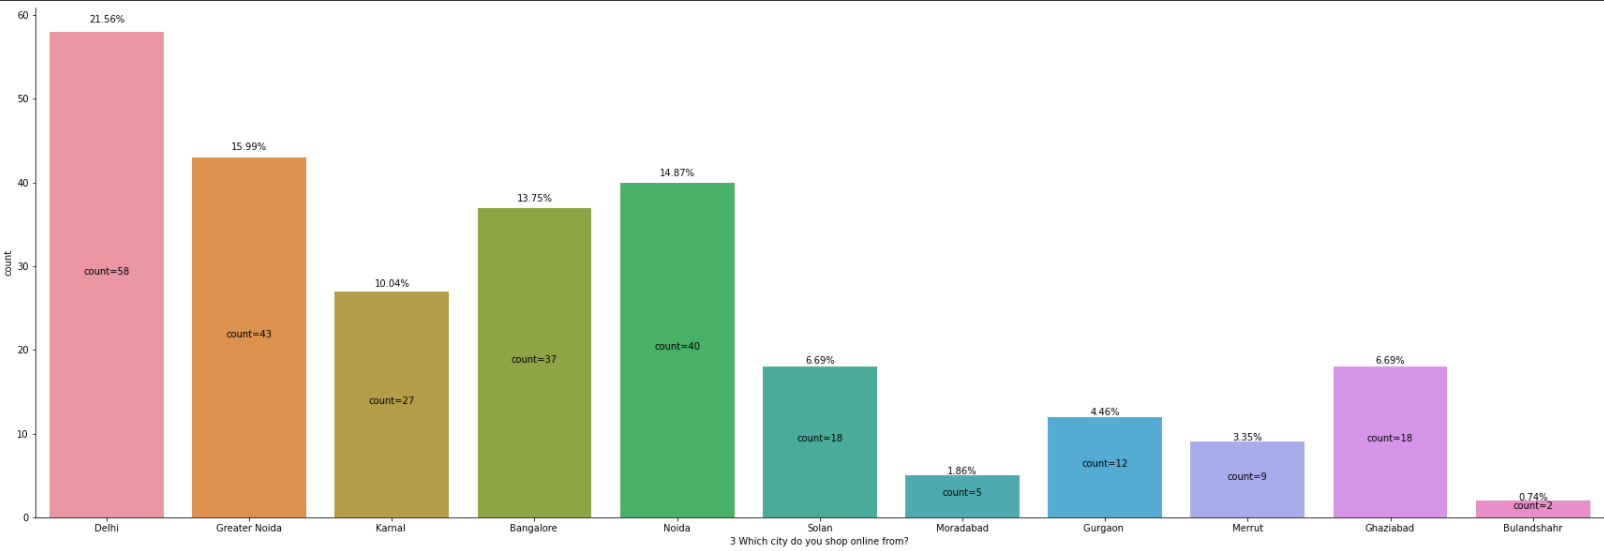 60
50
40
30
20
10
0
count
21.56%
count=58
15.99%
count=43
10.04%
count=27
13.75%
count=37
14.87%
count=40
6.69%
count=18
1.86%
count=5
4.46%
count=12
3.35%
count=9
6.69%
count=18
0.74%
count=2
Delhi Greater Noida Karnal Bangalore Noida Solan Moradabad Gurgaon Merrut Ghaziabad Bulandshahr
3 Which city do you shop online from?